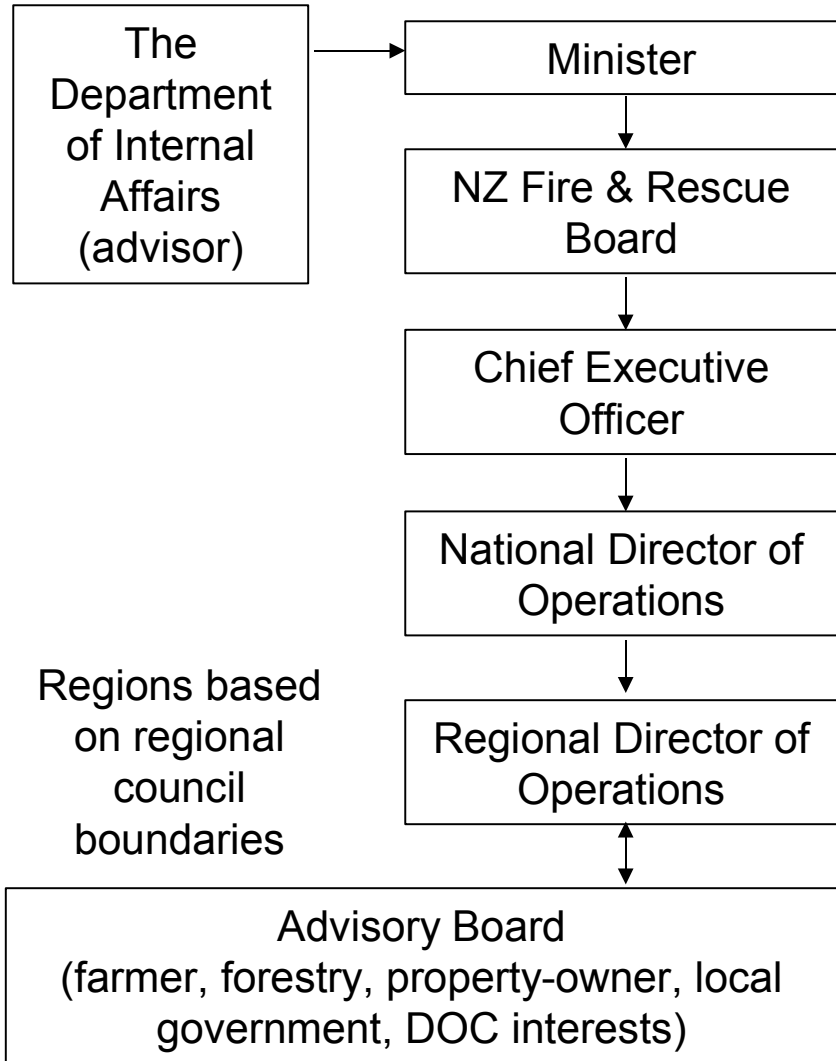 The
Department
of Internal
Affairs
(advisor)
Minister
NZ Fire & Rescue
Board
Chief Executive
Officer
National Director of
Operations
Regions based
on regional
council
boundaries
Regional Director of
Operations
Advisory Board
(farmer, forestry, property-owner, local
government, DOC interests)